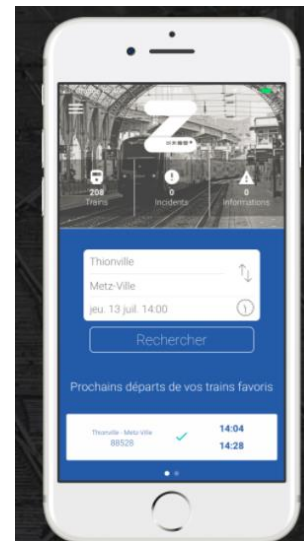 Z
208
Trains
0
Incidents
0
Informations
Thionville
Metz-Ville
jeu. 13 juil. 14:00
Rechercher
Prochains départs de vos trains favoris
Thionville - Metz-Ville
88528
14:04
14:28